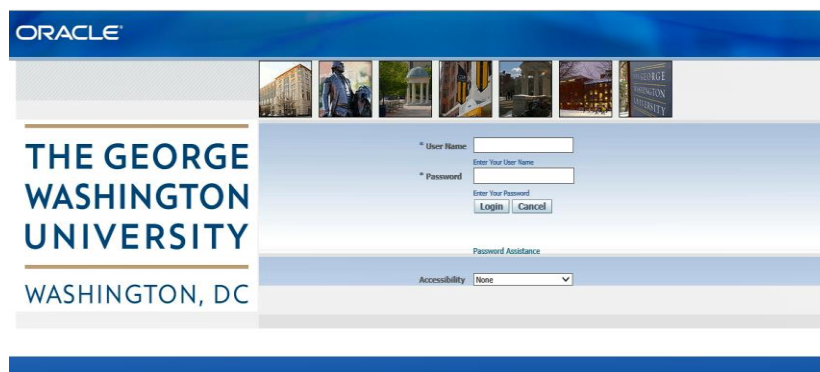 ORACLE®
THE GEORGE
WASHINGTON
UNIVERSITY
THE GEORGE
WASHINGTON
UNIVERSITY
WASHINGTON, DC
* User Name
Enter Your User Name
* Password
Enter Your Password
Login Cancel
Password Assistance
Accessibility None